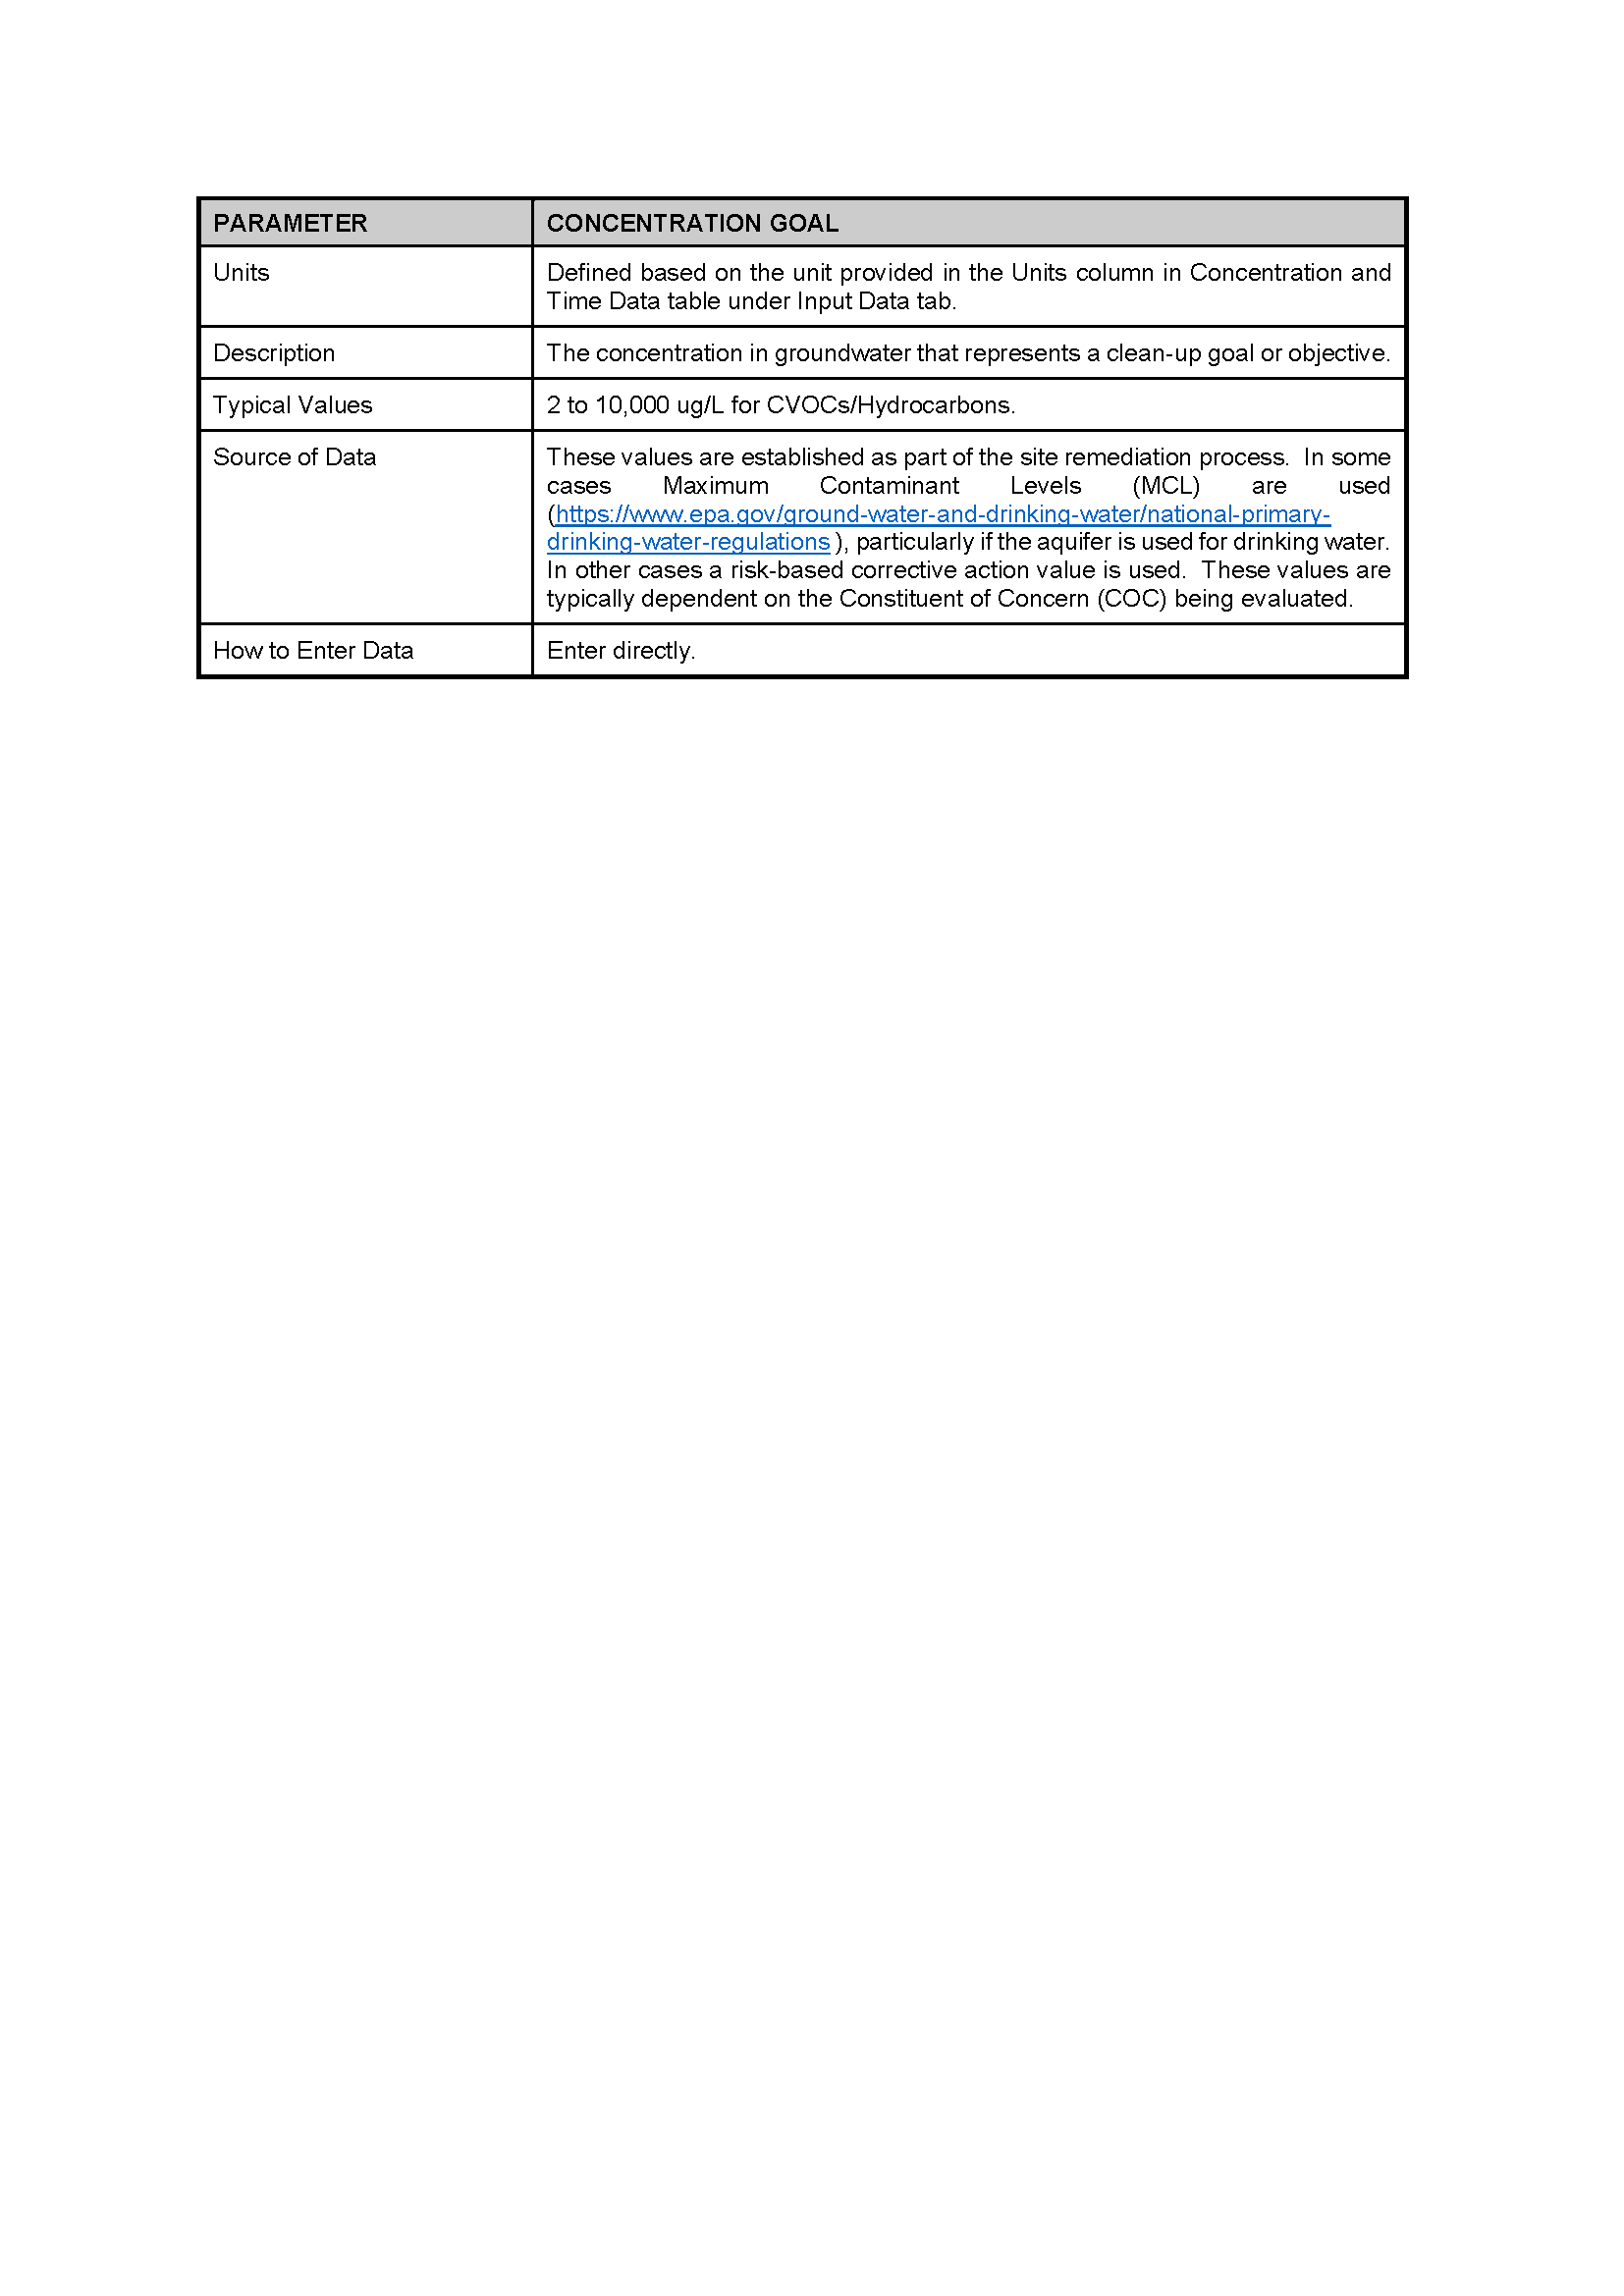 PARAMETER
CONCENTRATION GOAL
Units
Defined based on the unit provided in the Units column in Concentration and
Time Data table under Input Data tab.
Description
The concentration in groundwater that represents a clean-up goal or objective.
Typical Values
2 to 10,000 ug/L for CVOCs/Hydrocarbons.
Source of Data
These values are established as part of the site remediation process.  In some
cases Maximum Contaminant Levels (MCL) are used
(https://www.epa.gov/ground-water-and-drinking-water/national-primary-
drinking-water-regulations ), particularly if the aquifer is used for drinking water.
In other cases a risk-based corrective action value is used.  These values are
typically dependent on the Constituent of Concern (COC) being evaluated.
How to Enter Data
Enter directly.